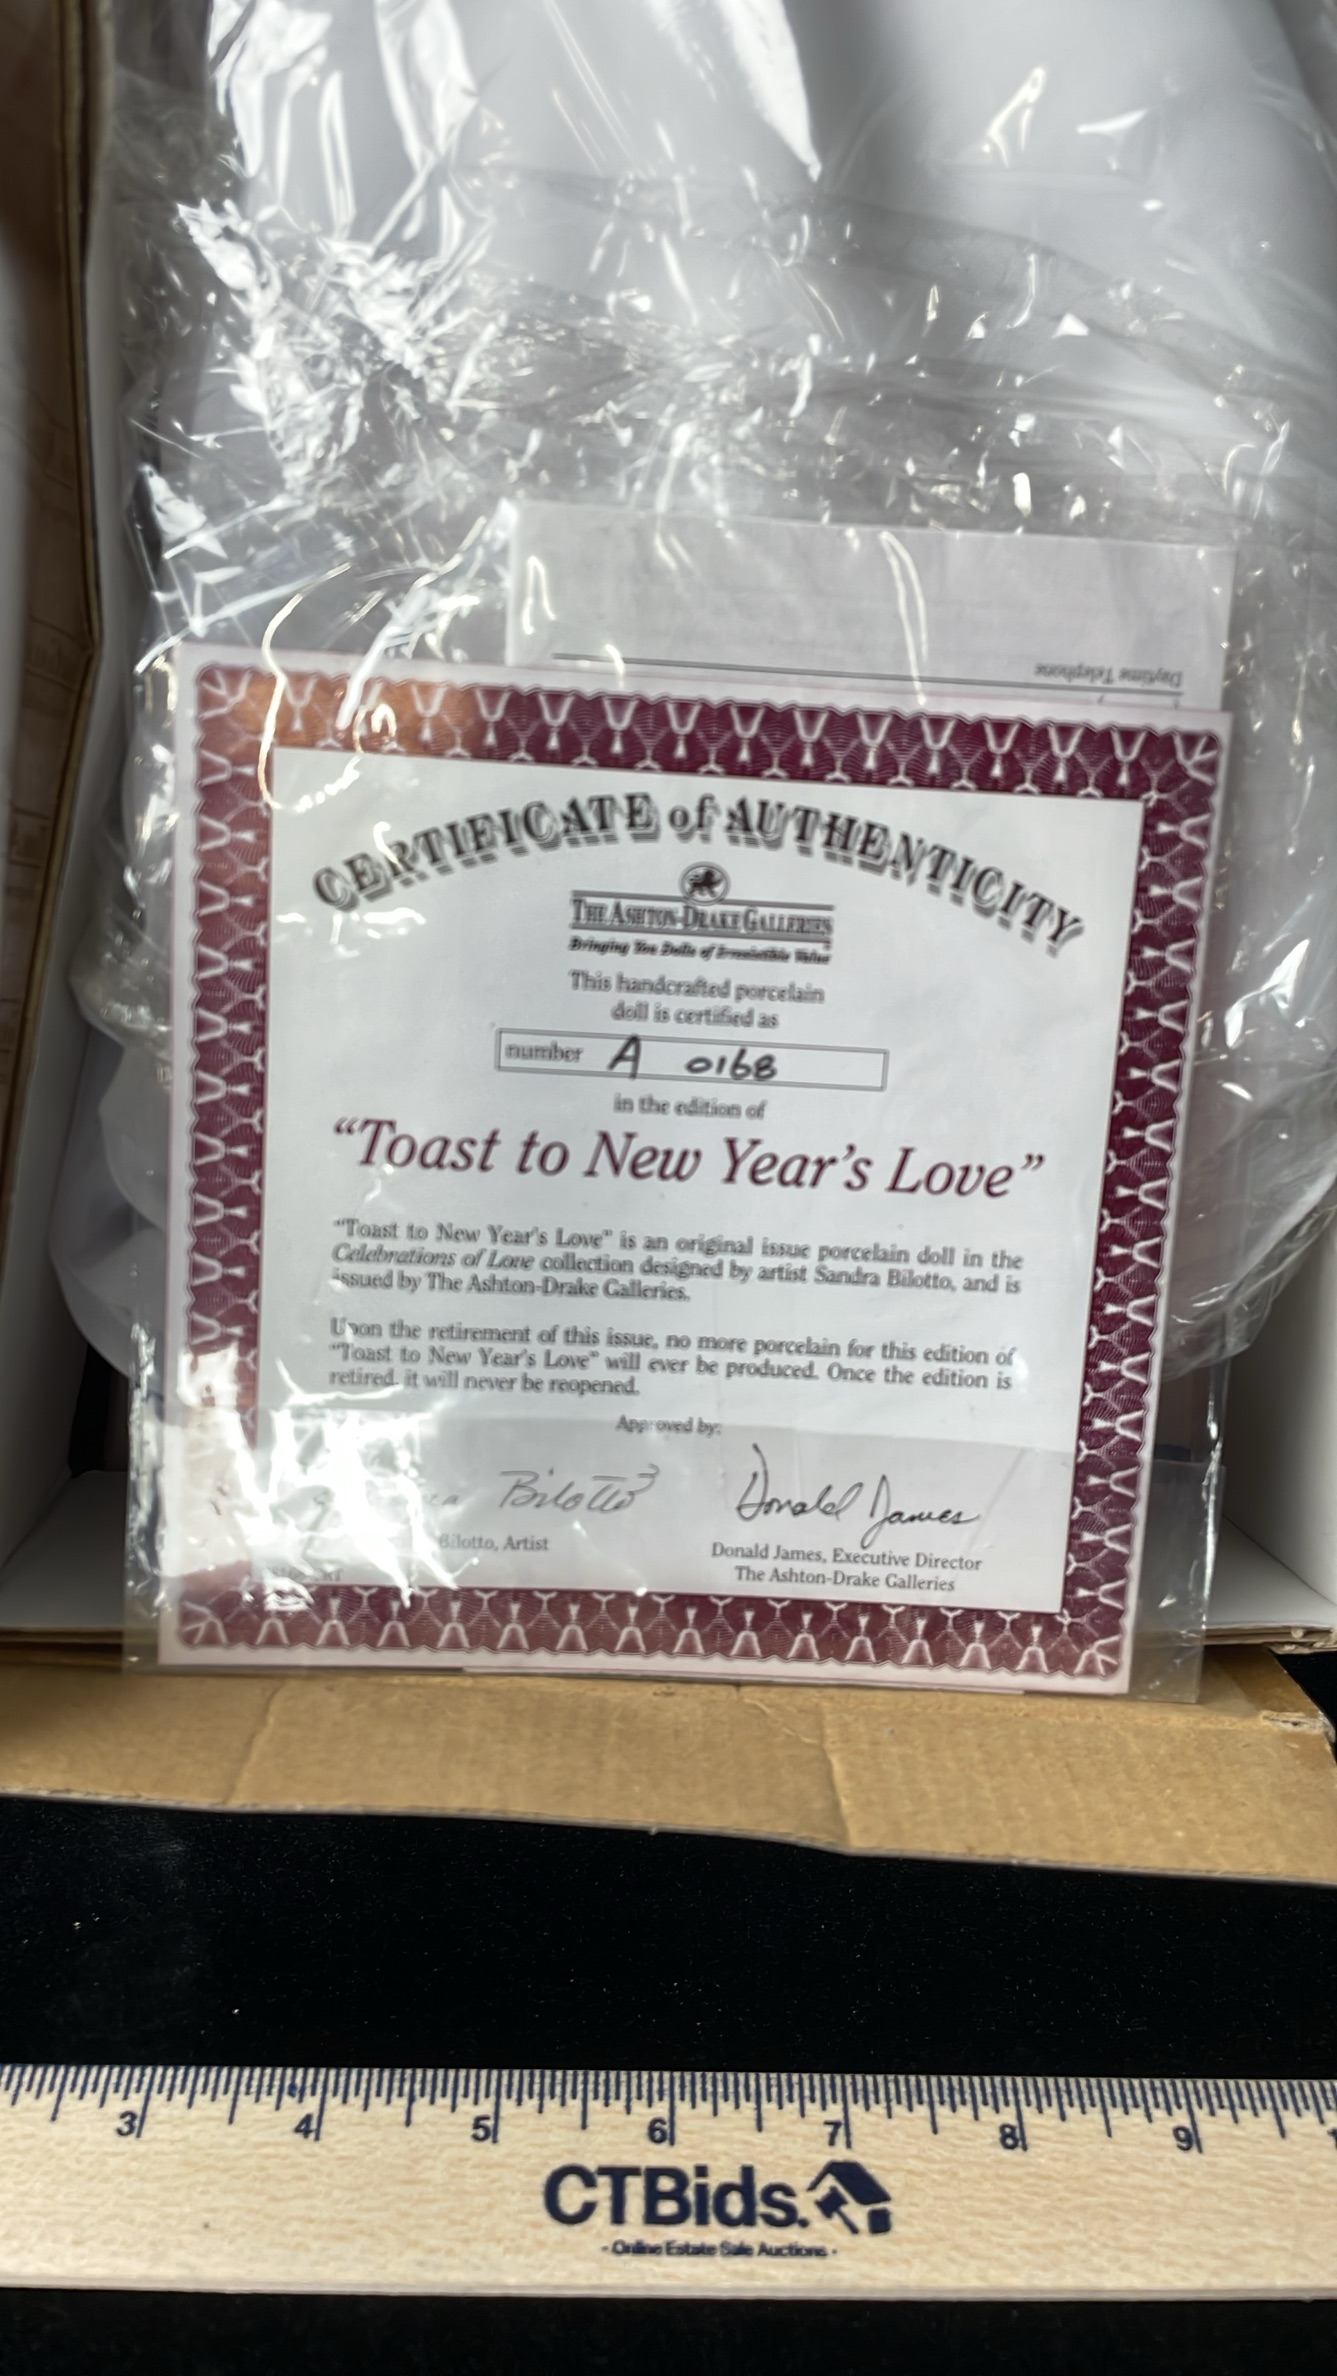 Daytime Telephone
CERTIFICATE of AUTHENTICITY
THE ASHTON-DRAKE GALLERIES
Bringing You Dolls of Irresistible Value
This handcrafted porcelain
doll is certified as
number A 0168
in the edition of
“Toast to New Year’s Love”
“Toast to New Year’s Love” is an original issue porcelain doll in the
Celebrations of Love collection designed by artist Sandra Bilotto, and is
issued by The Ashton-Drake Galleries.
Upon the retirement of this issue, no more porcelain for this edition of
“Toast to New Year’s Love” will ever be produced. Once the edition is
retired, it will never be reopened.
Approved by:
Bilotto Donald James
Bilotto, Artist
Donald James, Executive Director
The Ashton-Drake Galleries
3 4 5 6 7 8 9
CTBids.
- Online Estate Sale Auctions -